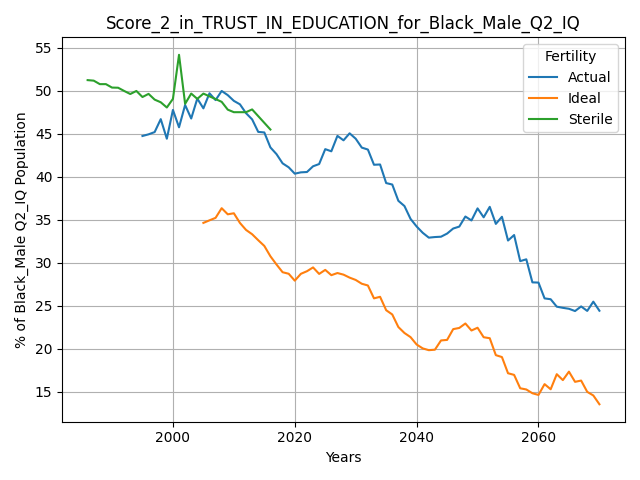 Score_2_in_TRUST_IN_EDUCATION_for_Black_Male_Q2_IQ
% of Black_Male Q2_IQ Population
55
50
45
40
35
30
25
20
15
Fertility
Actual
Ideal
Sterile
2000
2020
2040
2060
Years